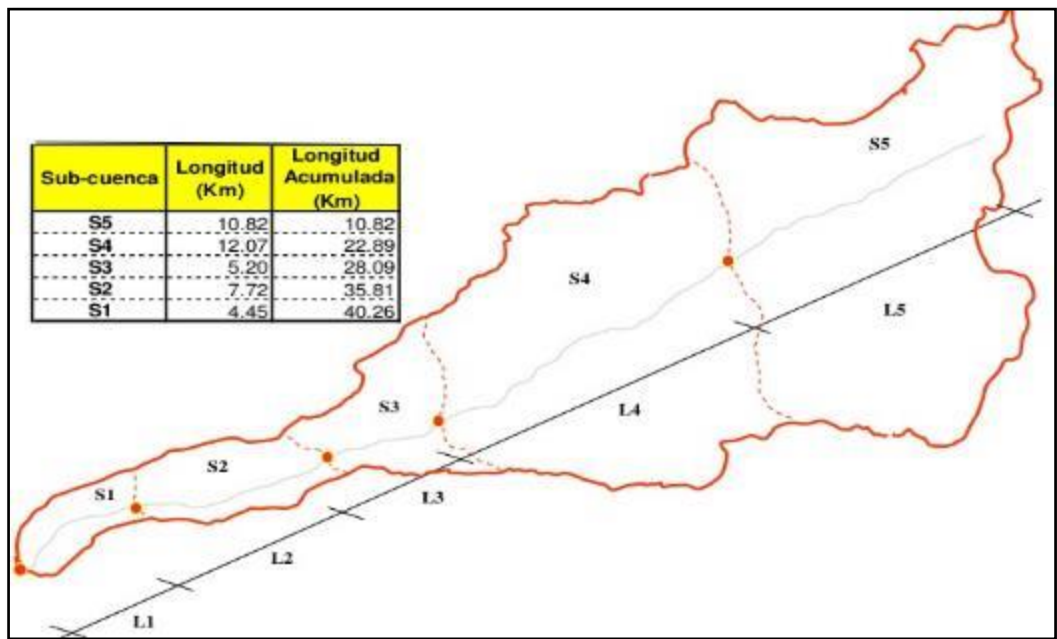 Sub-cuenca Longitud (Km) Longitud Acumulada (Km)
S5 10.82 10.82
S4 12.07 22.89
S3 5.20 28.09
S2 7.72 35.81
S1 4.45 40.26
S5
S4
L5
S3
L4
S2
S1
L3
L2
L1